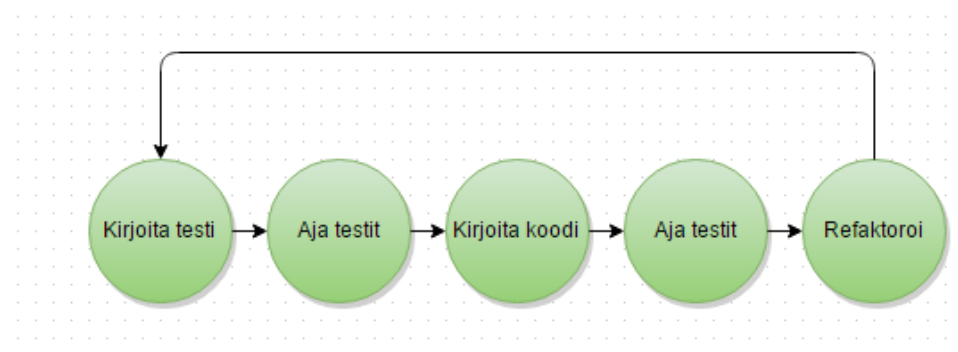 Kirjoita testi
Aja testit
Kirjoita koodi
Aja testit
Refaktoroi